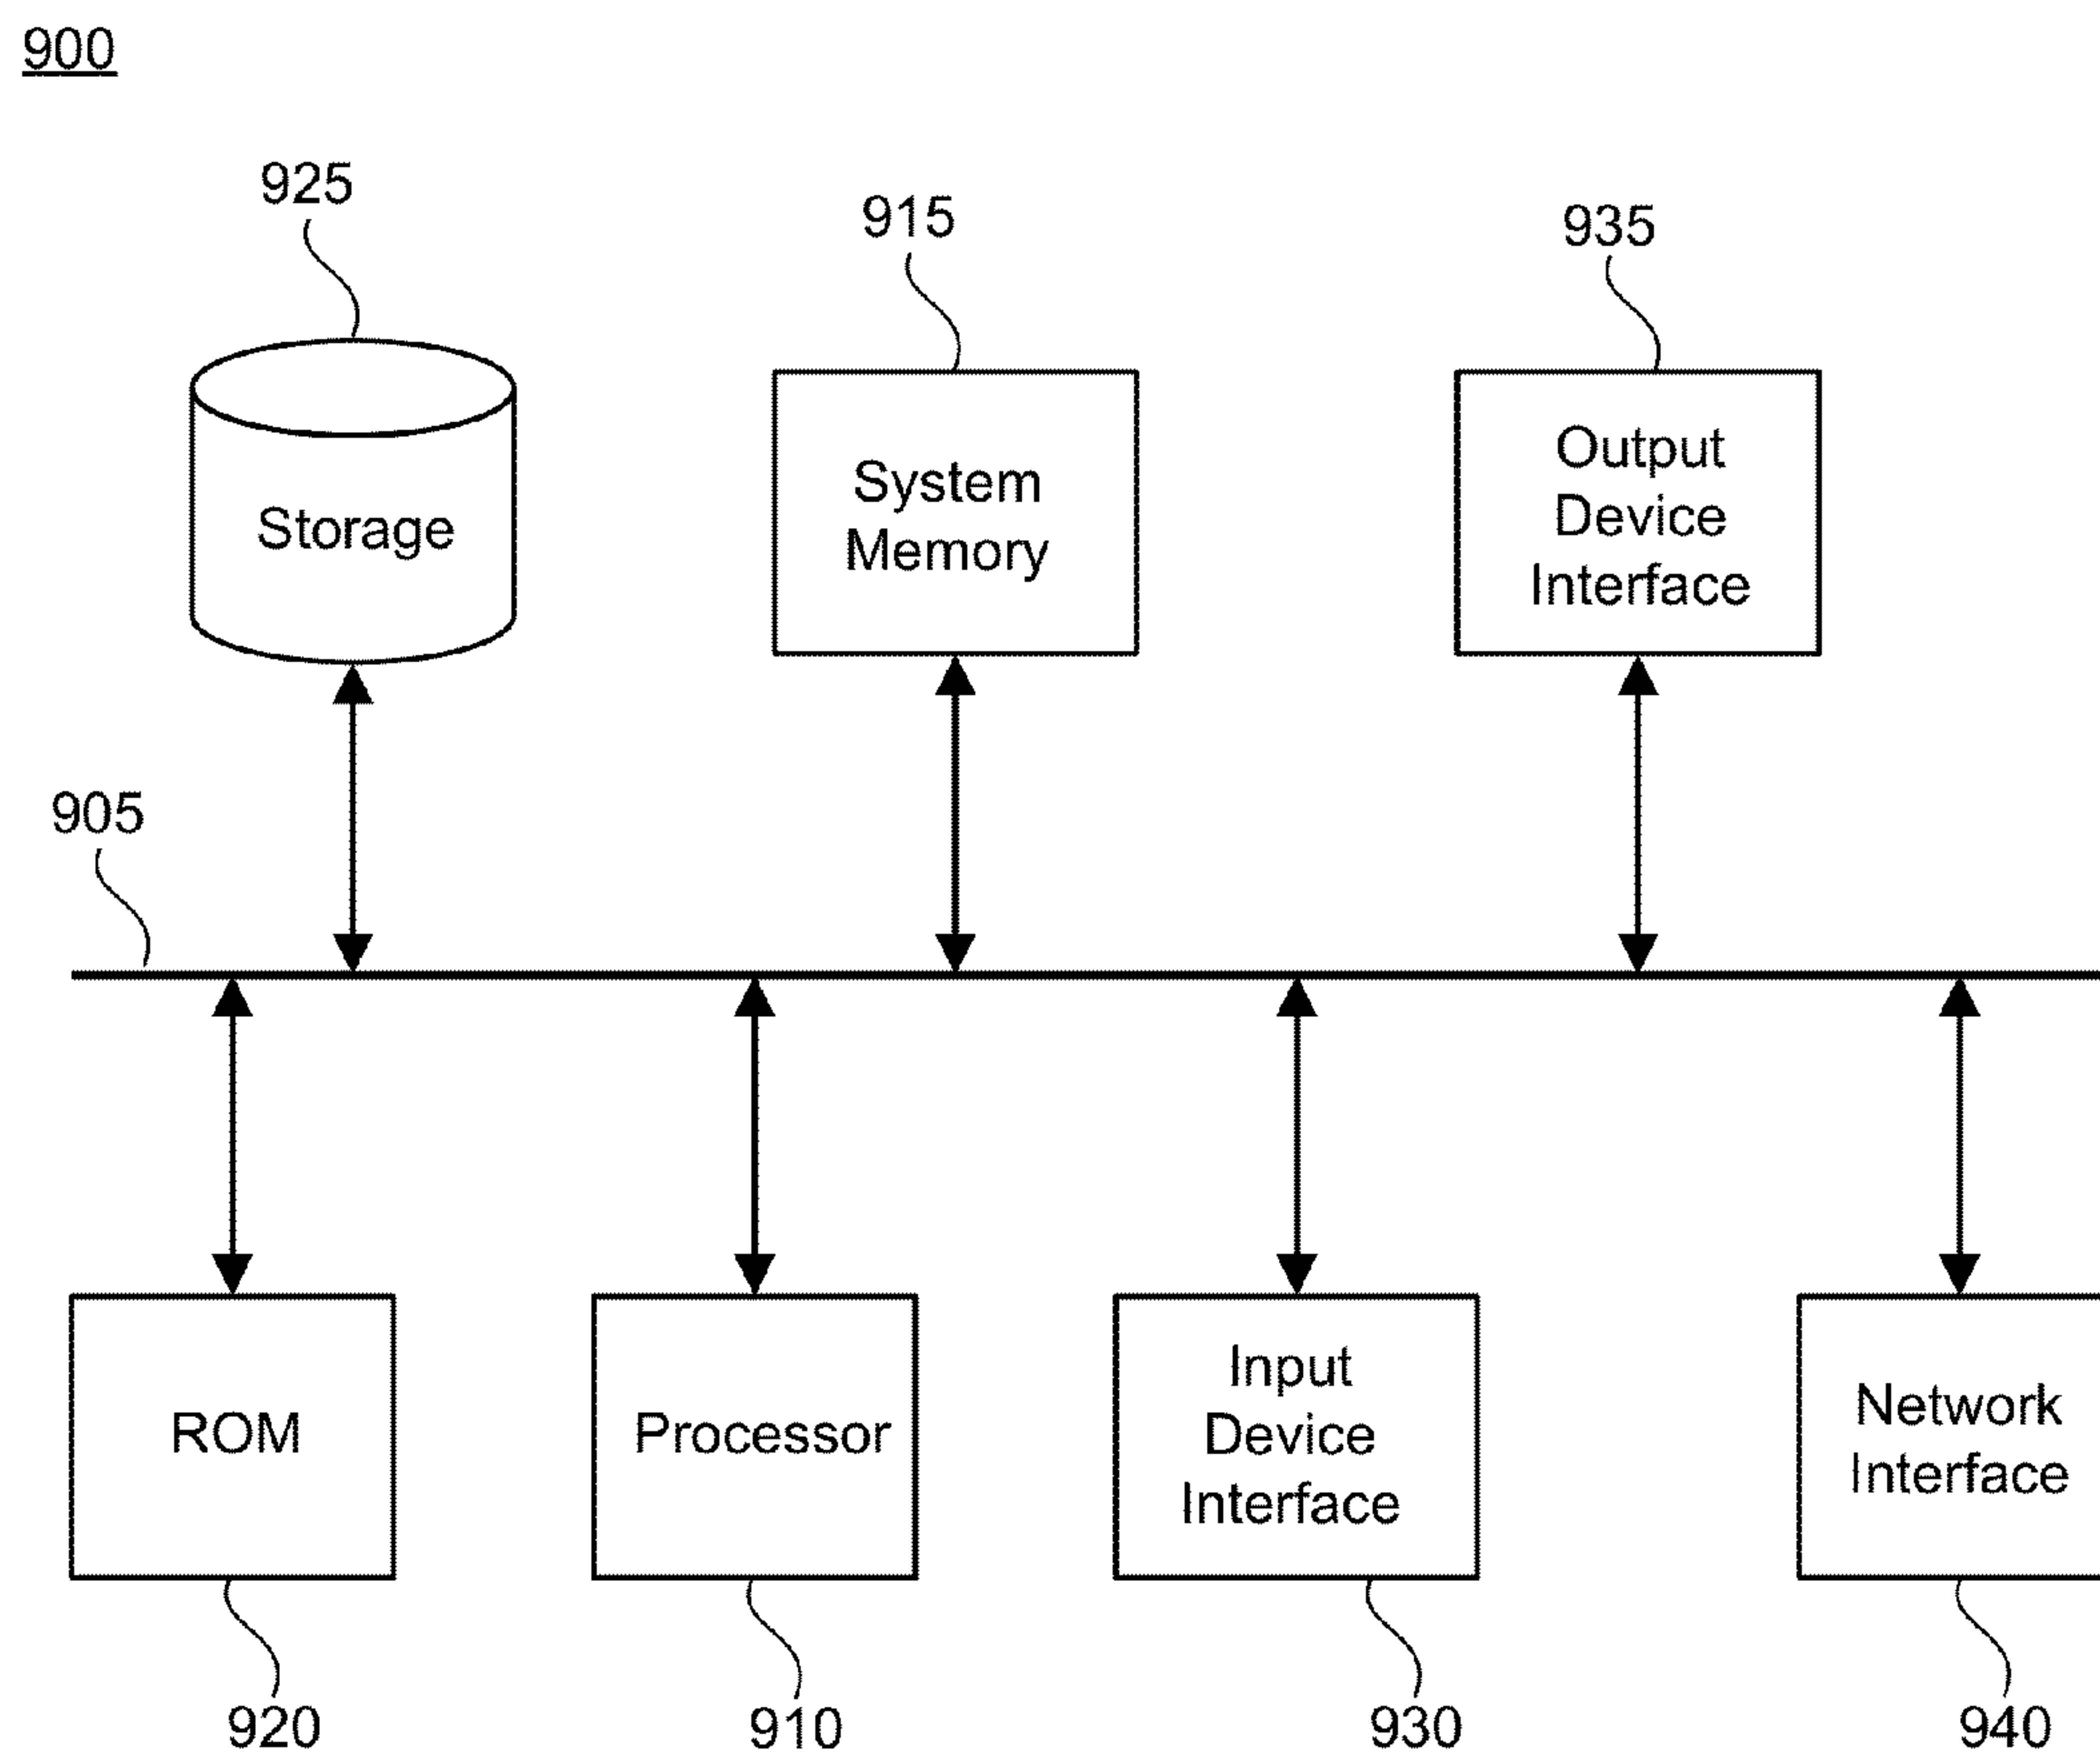 900
925
915
935
Storage
System
Memory
Output
Device
Interface
905
ROM
Processor
Input
Device
Interface
Network
Interface
920
910
930
940